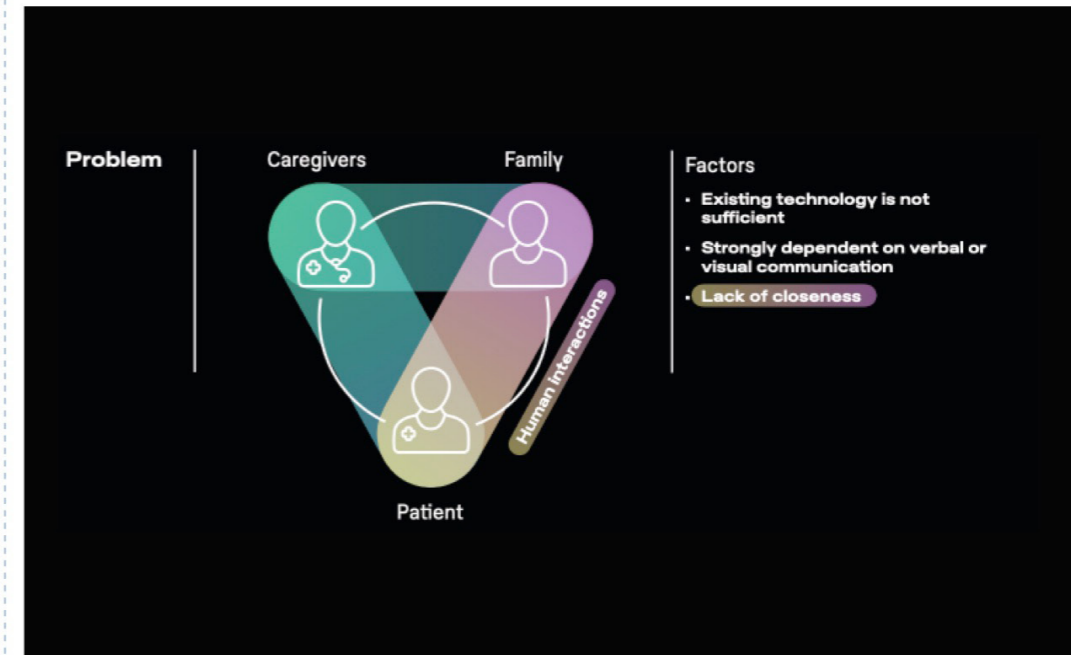 Problem
Caregivers
Family
Patient
Human interactions
Factors
• Existing technology is not
sufficient
• Strongly dependent on verbal or
visual communication
• Lack of closeness